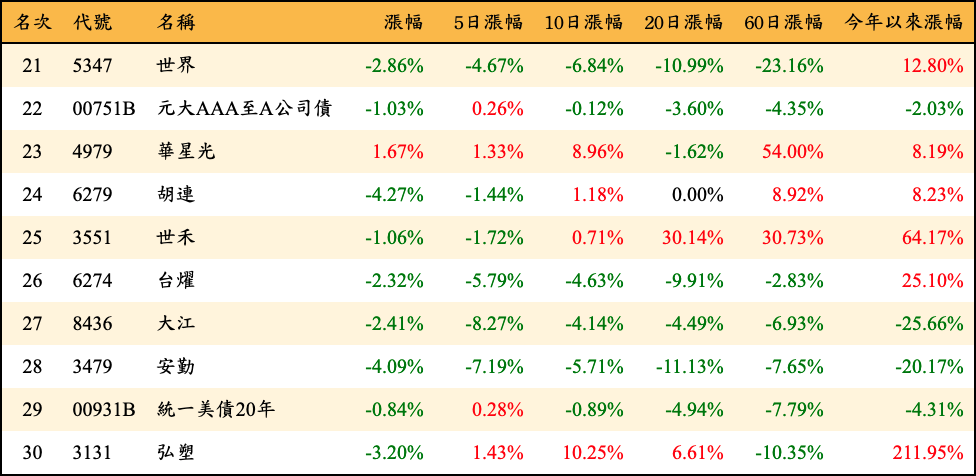 名次 代號 名稱 漲幅 5日漲幅 10日漲幅 20日漲幅 60日漲幅 今年以來漲幅
21 5347 世界 -2.86% -4.67% -6.84% -10.99% -23.16% 12.80%
22 00751B 元大AAA至A公司債 -1.03% 0.26% -0.12% -3.60% -4.35% -2.03%
23 4979 華星光 1.67% 1.33% 8.96% -1.62% 54.00% 8.19%
24 6279 胡連 -4.27% -1.44% 1.18% 0.00% 8.92% 8.23%
25 3551 世禾 -1.06% -1.72% 0.71% 30.14% 30.73% 64.17%
26 6274 台燿 -2.32% -5.79% -4.63% -9.91% -2.83% 25.10%
27 8436 大江 -2.41% -8.27% -4.14% -4.49% -6.93% -25.66%
28 3479 安勤 -4.09% -7.19% -5.71% -11.13% -7.65% -20.17%
29 00931B 統一美債20年 -0.84% 0.28% -0.89% -4.94% -7.79% -4.31%
30 3131 弘塑 -3.20% 1.43% 10.25% 6.61% -10.35% 211.95%